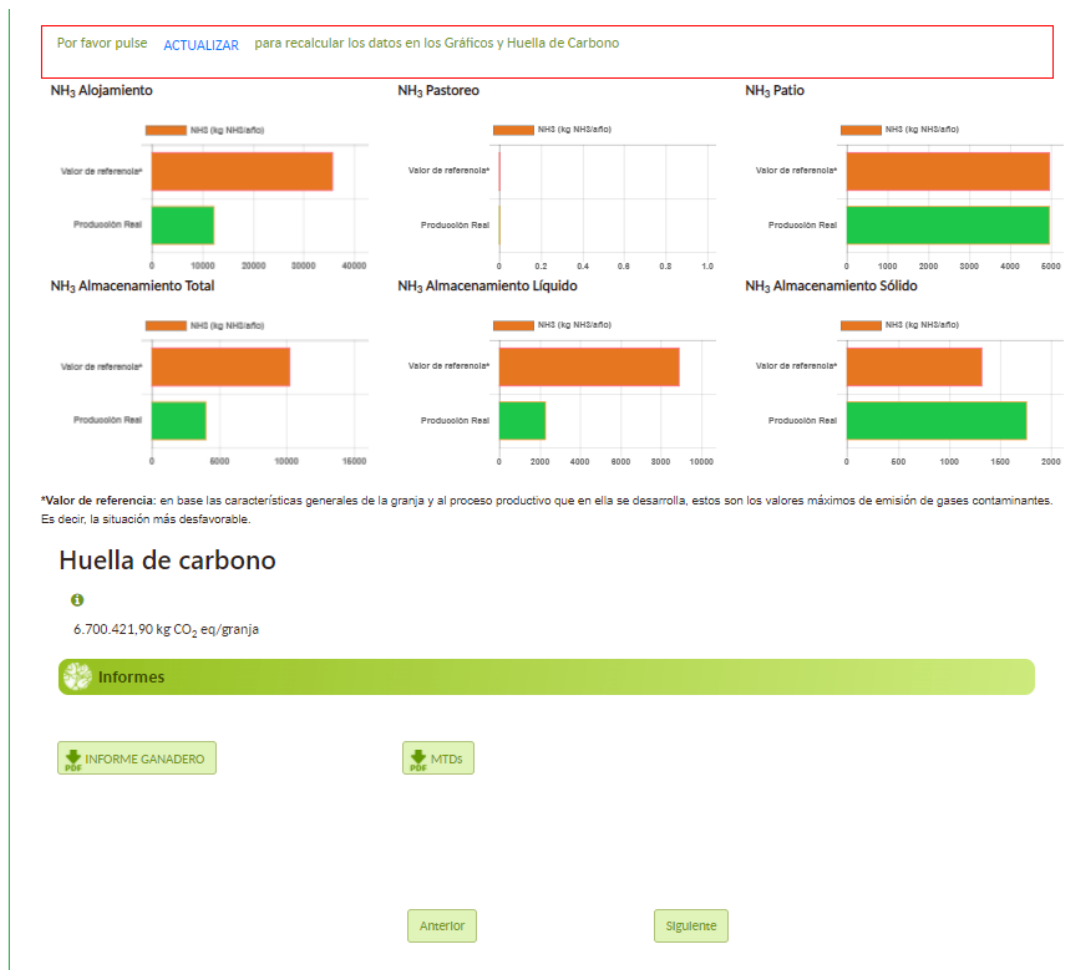 Por favor pulse ACTUALIZAR para recalcular los datos en los Gráficos y Huella de Carbono
NH3 Alojamiento
NH3 (kg NH3/año)
Valor de referencia*
Producción Real
0 10000 20000 30000 40000
NH3 Pastoreo
NH3 (kg NH3/año)
Valor de referencia*
Producción Real
0 0.2 0.4 0.6 0.8 1.0
NH3 Patio
NH3 (kg NH3/año)
Valor de referencia*
Producción Real
0 1000 2000 3000 4000 5000
NH3 Almacenamiento Total
NH3 (kg NH3/año)
Valor de referencia*
Producción Real
0 5000 10000 15000
NH3 Almacenamiento Líquido
NH3 (kg NH3/año)
Valor de referencia*
Producción Real
0 2000 4000 6000 8000 10000
NH3 Almacenamiento Sólido
NH3 (kg NH3/año)
Valor de referencia*
Producción Real
0 500 1000 1500 2000
*Valor de referencia: en base las características generales de la granja y al proceso productivo que en ella se desarrolla, estos son los valores máximos de emisión de gases contaminantes.
Es decir, la situación más desfavorable.
Huella de carbono
6.700.421,90 kg CO2 eq/granja
Informes
PDF INFORME GANADERO
PDF MTDs
Anterior
Siguiente